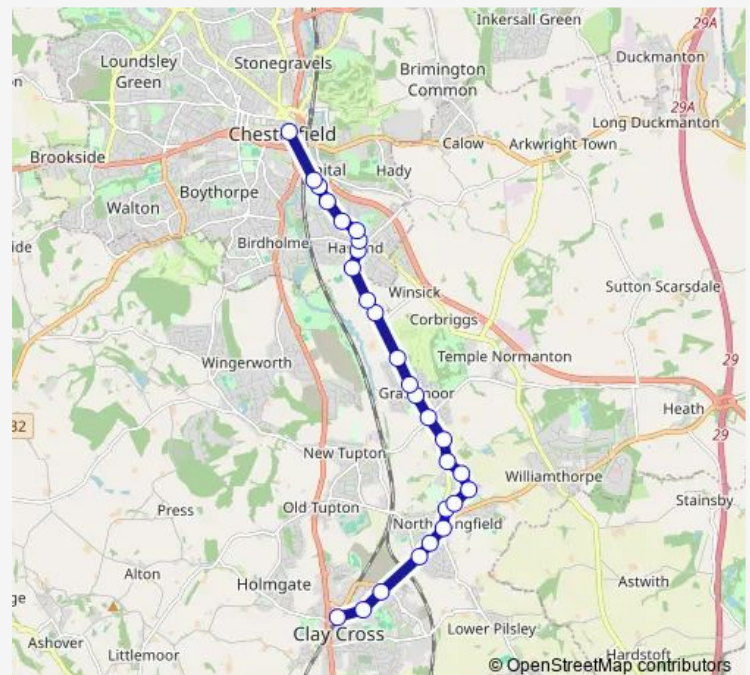 Inkersall Green
29A
Loundsley
Green
Stonegravels
Duckmanton
Brimington
Common
29A
Long Duckmanton
Calow
Arkwright Town
Brookside
Hady
Boythorpe
Walton
Birdholme
Winsick
Sutton Scarsdale
Corbriggs
Wingerworth
Temple Normanton
29
Heath
New Tupton
29
Williamthorpe
Stainsby
Press
Old Tupton
Alton
Holmgate
Astwith
Clay Cross
Lower Pilsley
Ashover
Littlemoor
Hardstoft
© OpenStreetMap contributors